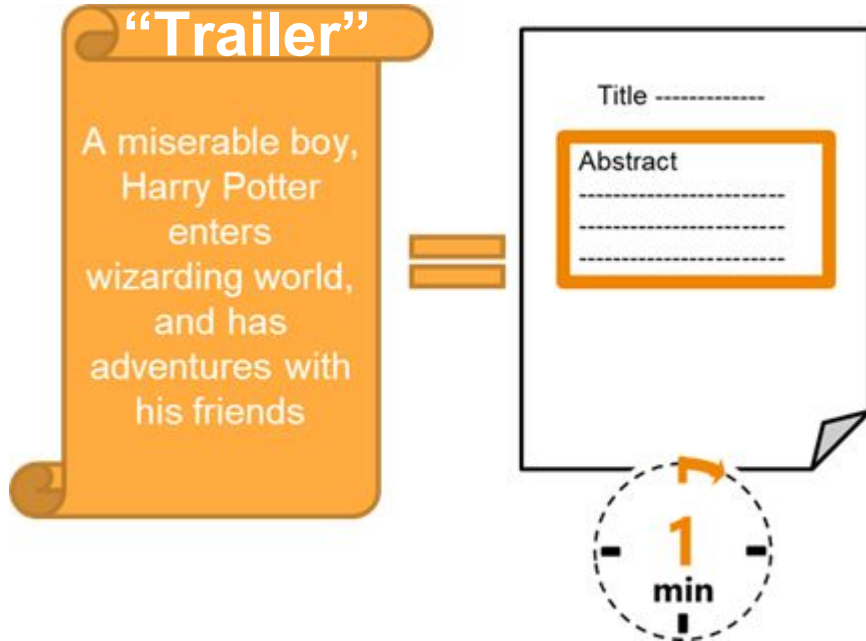 “Trailer”
A miserable boy,
Harry Potter
enters
wizarding world,
and has
adventures with
his friends
Title -------------
Abstract
------------------------
------------------------
------------------------
1
min